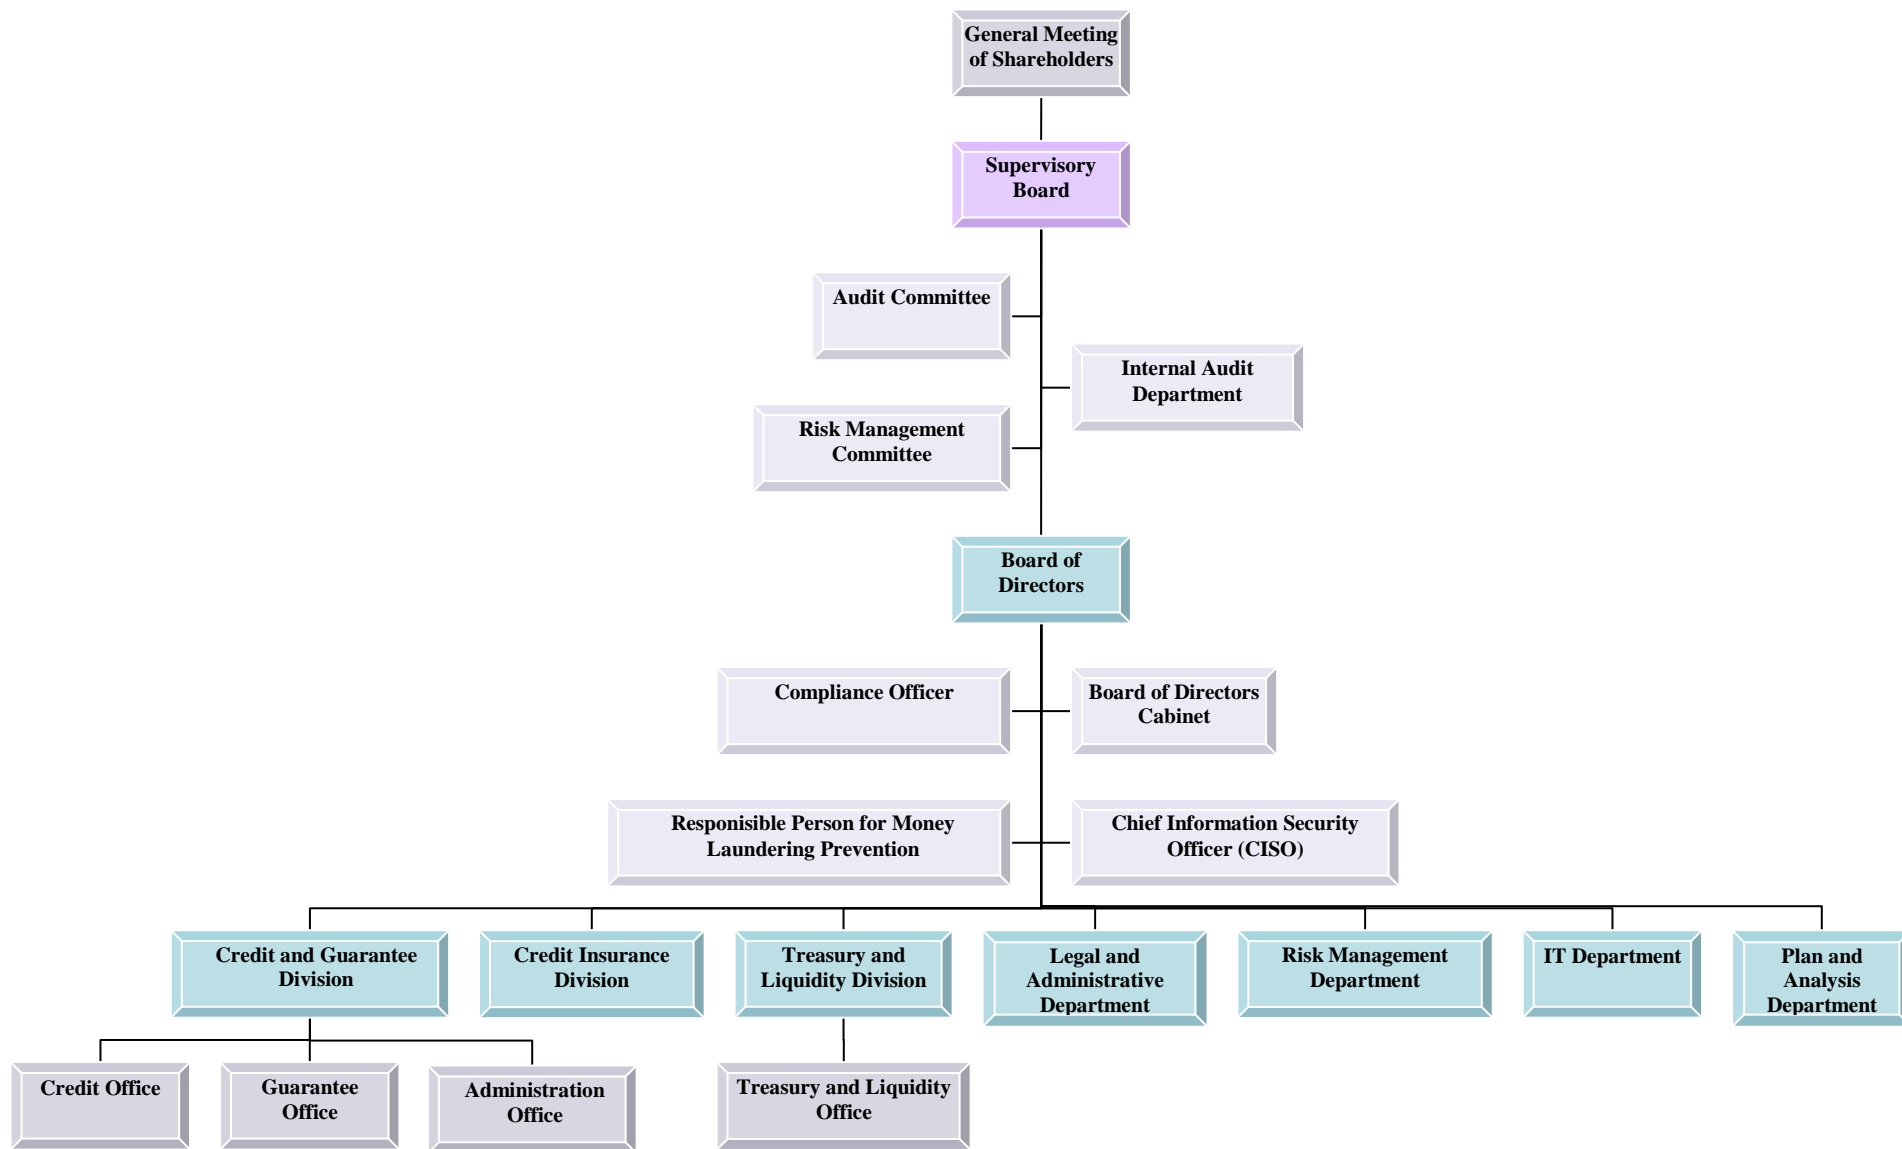 General Meeting
of Shareholders
Supervisory
Board
Audit Committee
Internal Audit
Department
Risk Management
Committee
Board of
Directors
Compliance Officer
Board of Directors
Cabinet
Responisible Person for Money
Laundering Prevention
Chief Information Security
Officer (CISO)
Credit and Guarantee
Division
Credit Insurance
Division
Treasury and
Liquidity Division
Legal and
Administrative
Department
Risk Management
Department
IT Department
Plan and
Analysis
Department
Credit Office
Guarantee
Office
Administration
Office
Treasury and Liquidity
Office